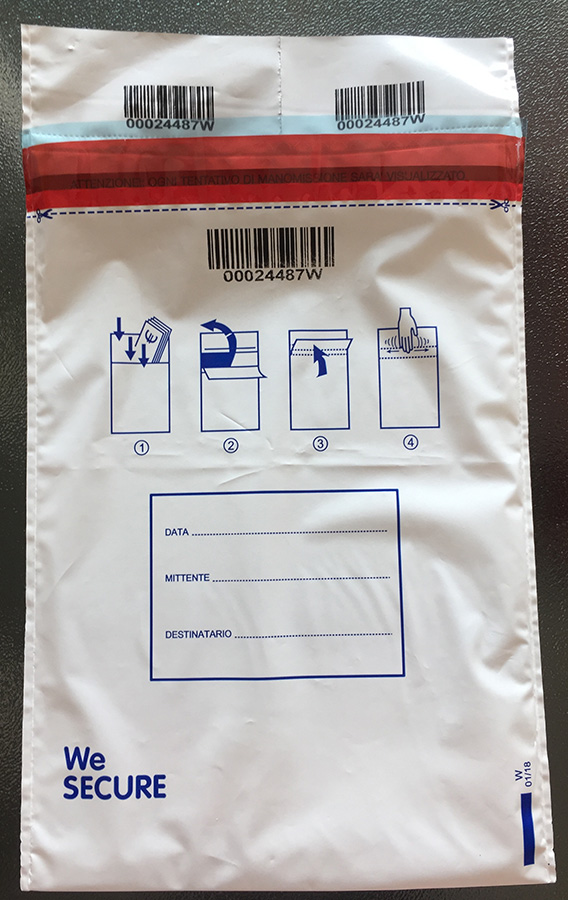 00024487W
00024487W
ATTENZIONE! OGNI TENTATIVO DI MANOMISSIONE SARA' VISUALIZZATO
00024487W
€
1
2
3
4
DATA
MITTENTE
DESTINATARIO
We
SECURE
W
01/18